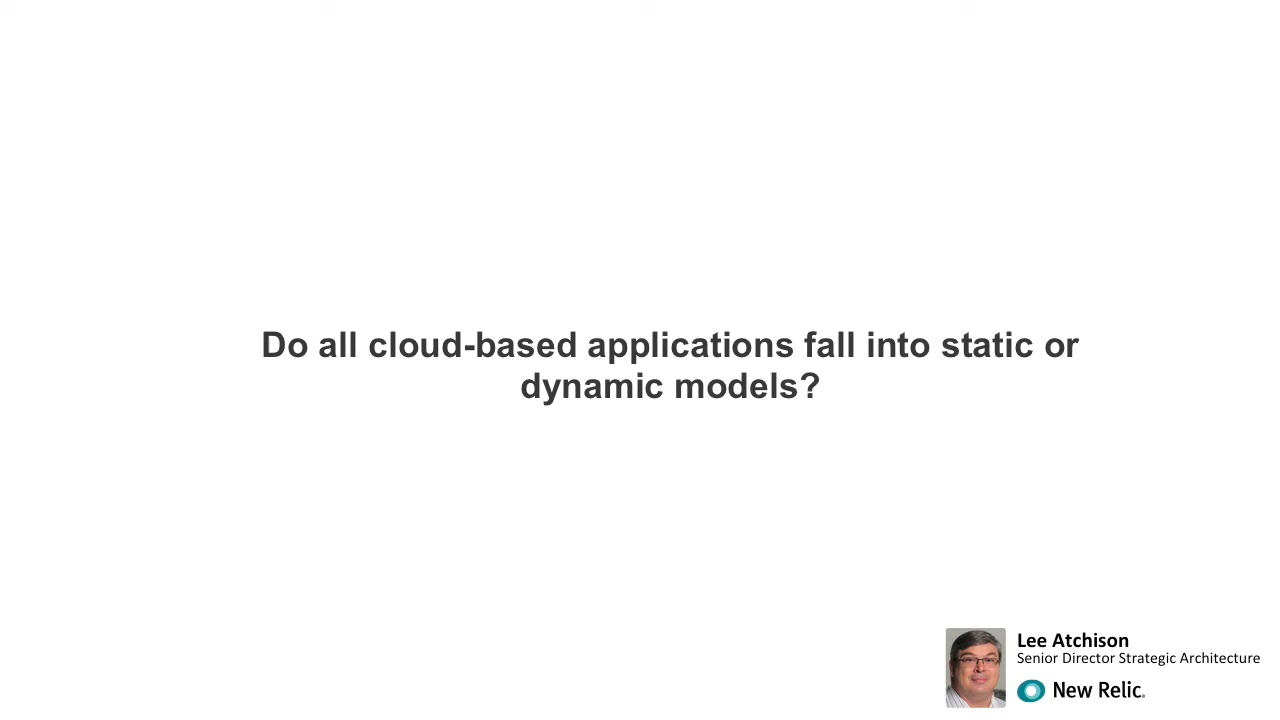 Do all cloud-based applications fall into static or
dynamic models?
Lee Atchison
Senior Director Strategic Architecture
New Relic.